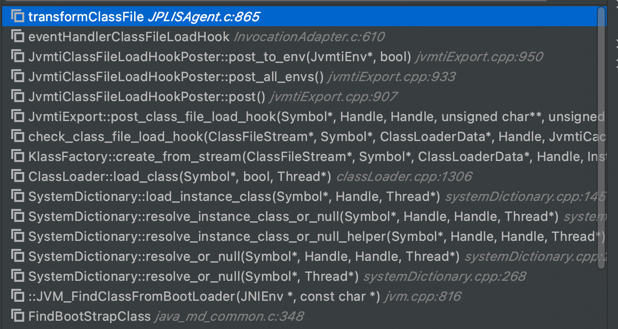 transformClassFile JPLISAgent.c:865
eventHandlerClassFileLoadHook InvocationAdapter.c:610
JvmtiClassFileLoadHookPoster::post_to_env(JvmtiEnv*, bool) jvmtiExport.cpp:950
JvmtiClassFileLoadHookPoster::post_all_envs() jvmtiExport.cpp:933
JvmtiClassFileLoadHookPoster::post() jvmtiExport.cpp:907
JvmtiExport::post_class_file_load_hook(Symbol*, Handle, Handle, unsigned char**, unsigned
check_class_file_load_hook(ClassFileStream*, Symbol*, ClassLoaderData*, Handle, JvmtiCac
KlassFactory::create_from_stream(ClassFileStream*, Symbol*, ClassLoaderData*, Handle, Inst
ClassLoader::load_class(Symbol*, bool, Thread*) classLoader.cpp:1306
SystemDictionary::load_instance_class(Symbol*, Handle, Thread*) systemDictionary.cpp:145
SystemDictionary::resolve_instance_class_or_null(Symbol*, Handle, Handle, Thread*) system
SystemDictionary::resolve_instance_class_or_null_helper(Symbol*, Handle, Handle, Thread*)
SystemDictionary::resolve_or_null(Symbol*, Handle, Handle, Thread*) systemDictionary.cpp:2
SystemDictionary::resolve_or_null(Symbol*, Thread*) systemDictionary.cpp:268
::JVM_FindClassFromBootLoader(JNIEnv *, const char *) jvm.cpp:816
FindBootStrapClass java_md_common.c:348